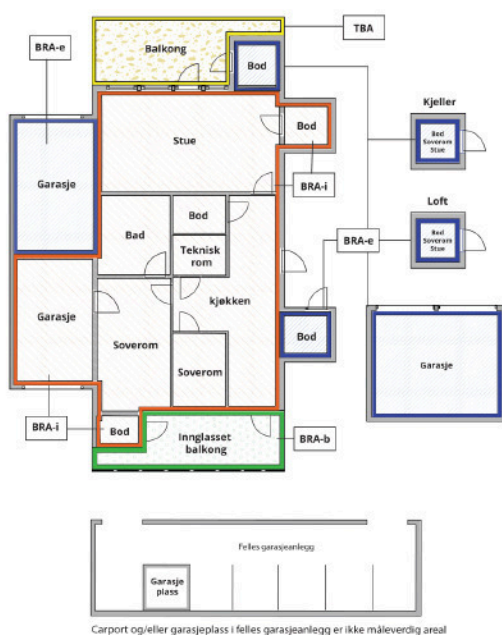 TBA
Balkong
BRA-e
Bod
Kjeller
Bod
Soverom
Stue
Stue
Bod
Garasje
BRA-i
Loft
Bod
Soverom
Stue
Bad
Bod
BRA-e
Teknisk
rom
Garasje
kjøkken
Bod
Soverom
Garasje
Soverom
BRA-i
Bod
Innglasset
balkong
BRA-b
Felles garasjeanlegg
Garasje
plass
Carport og/eller garasjeplass i felles garasjeanlegg er ikke måleverdig areal